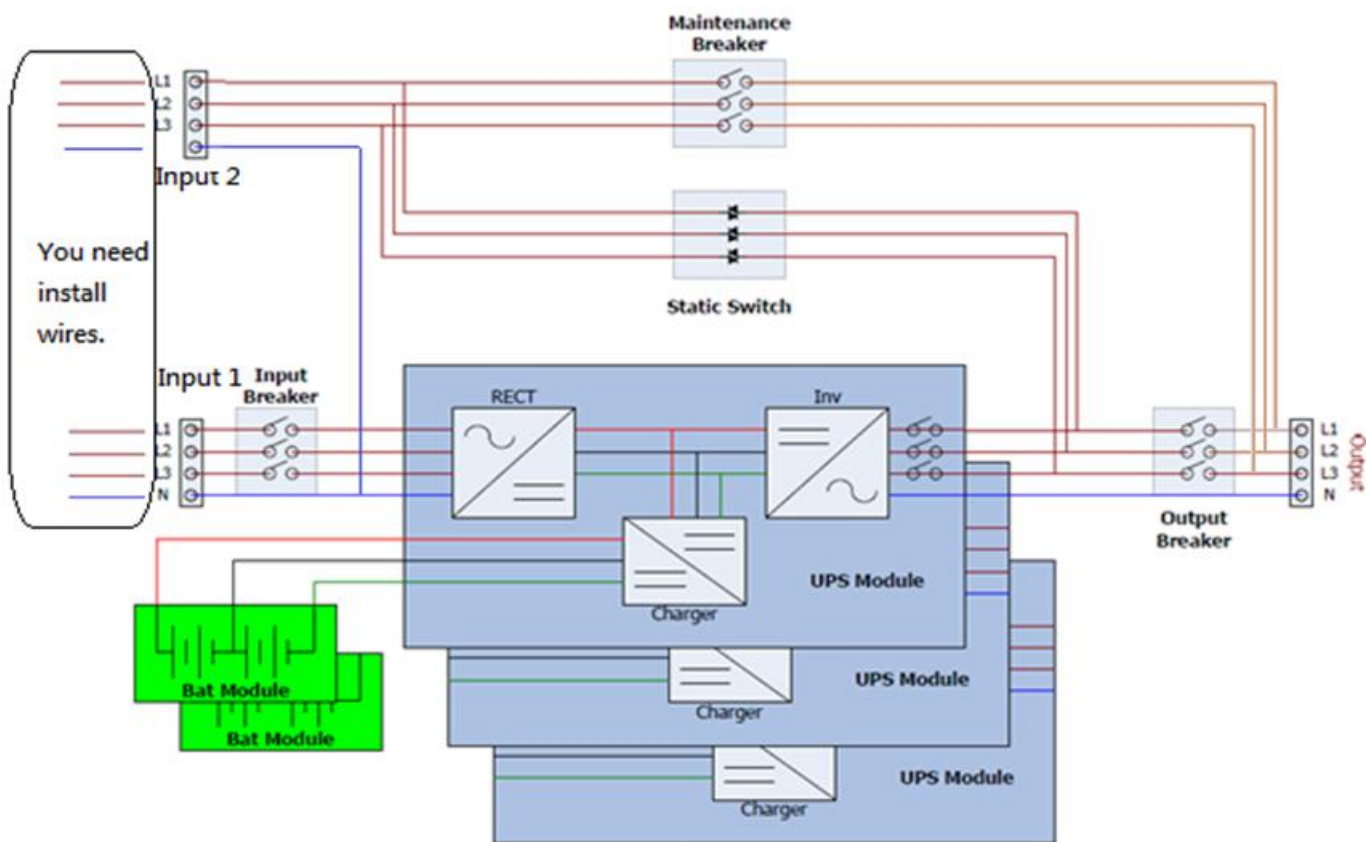 Maintenance
Breaker
L1
L2
L3
Input 2
You need
install
wires.
Static Switch
Input 1
Input
Breaker
RECT
Inv
L1
L2
L3
N
L1
L2
L3
N
Output
Output
Breaker
UPS Module
Charger
Bat Module
UPS Module
Charger
Bat Module
UPS Module
Charger